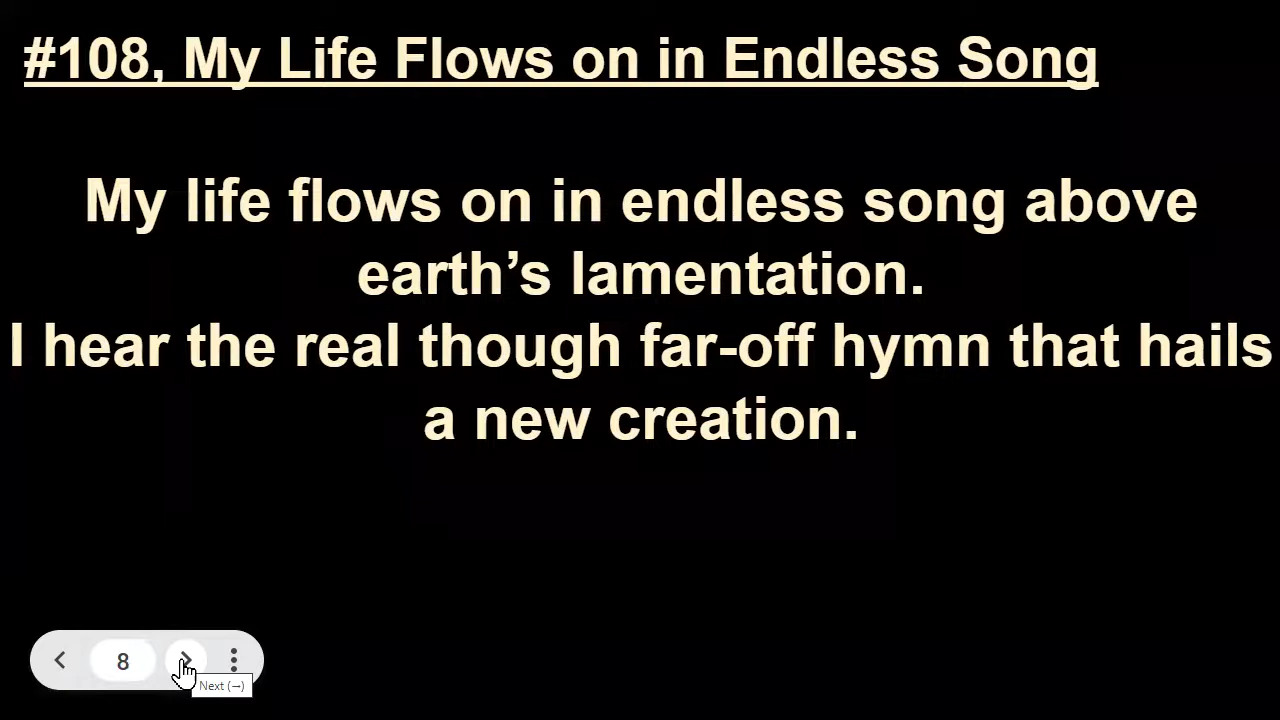 #108, My Life Flows on in Endless Song
My life flows on in endless song above
earth’s lamentation.
I hear the real though far-off hymn that hails
a new creation.
8
Next (→)